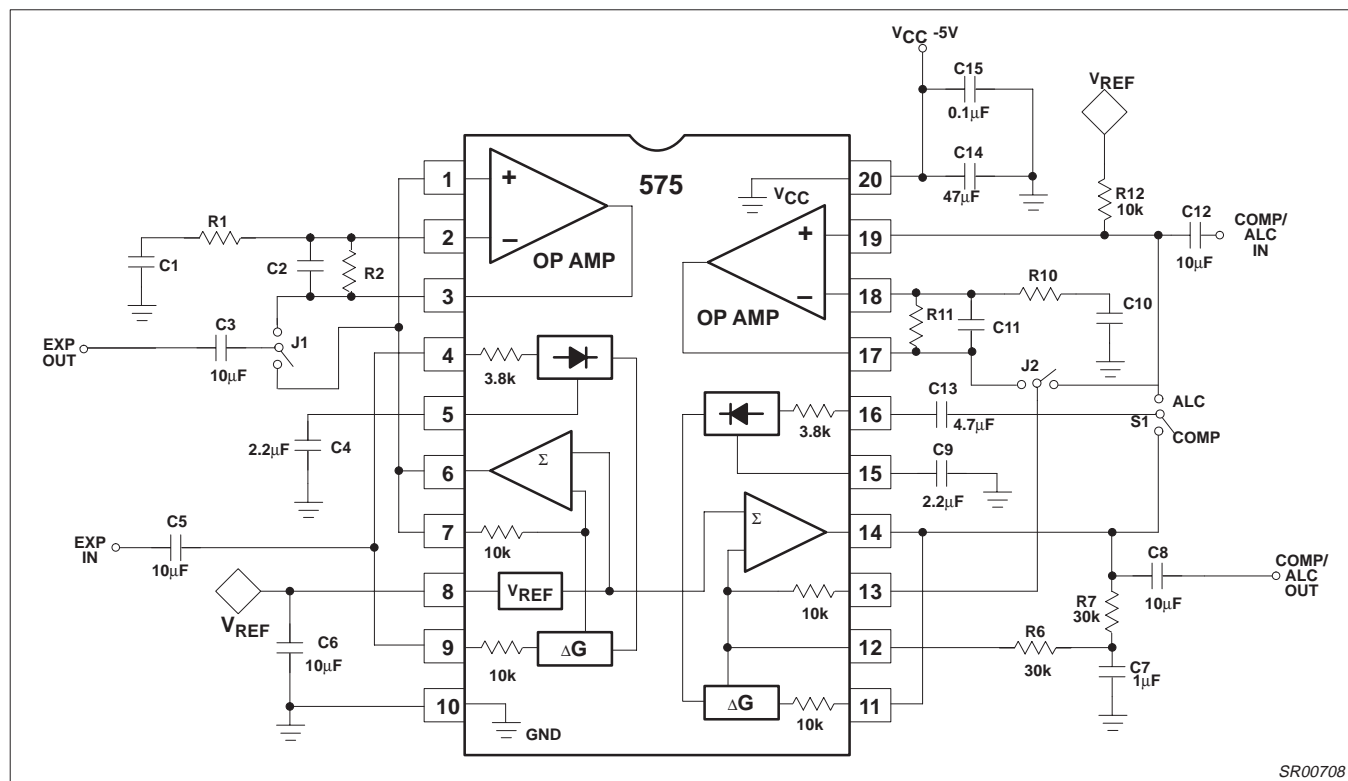 VCC -5V
C15
0.1µF
VREF
C14
47µF
575
1
+
20
VCC
R12
10k
C12
10µF
COMP/
ALC
IN
R1
2
−
OP AMP
+
19
C1
C2
R2
3
OP AMP
−
18
R10
C10
R11
C11
17
EXP
OUT
C3
10µF
J1
4
3.8k
J2
ALC
S1
COMP
16
3.8k
C13
4.7µF
5
2.2µF
C4
15
C9
2.2µF
6
Σ
Σ
14
EXP
IN
C5
10µF
7
10k
C8
10µF
COMP/
ALC
OUT
VREF
8
VREF
10k
13
R7
30k
C6
10µF
9
10k
ΔG
12
R6
30k
C7
1µF
10
GND
ΔG
10k
11
SR00708